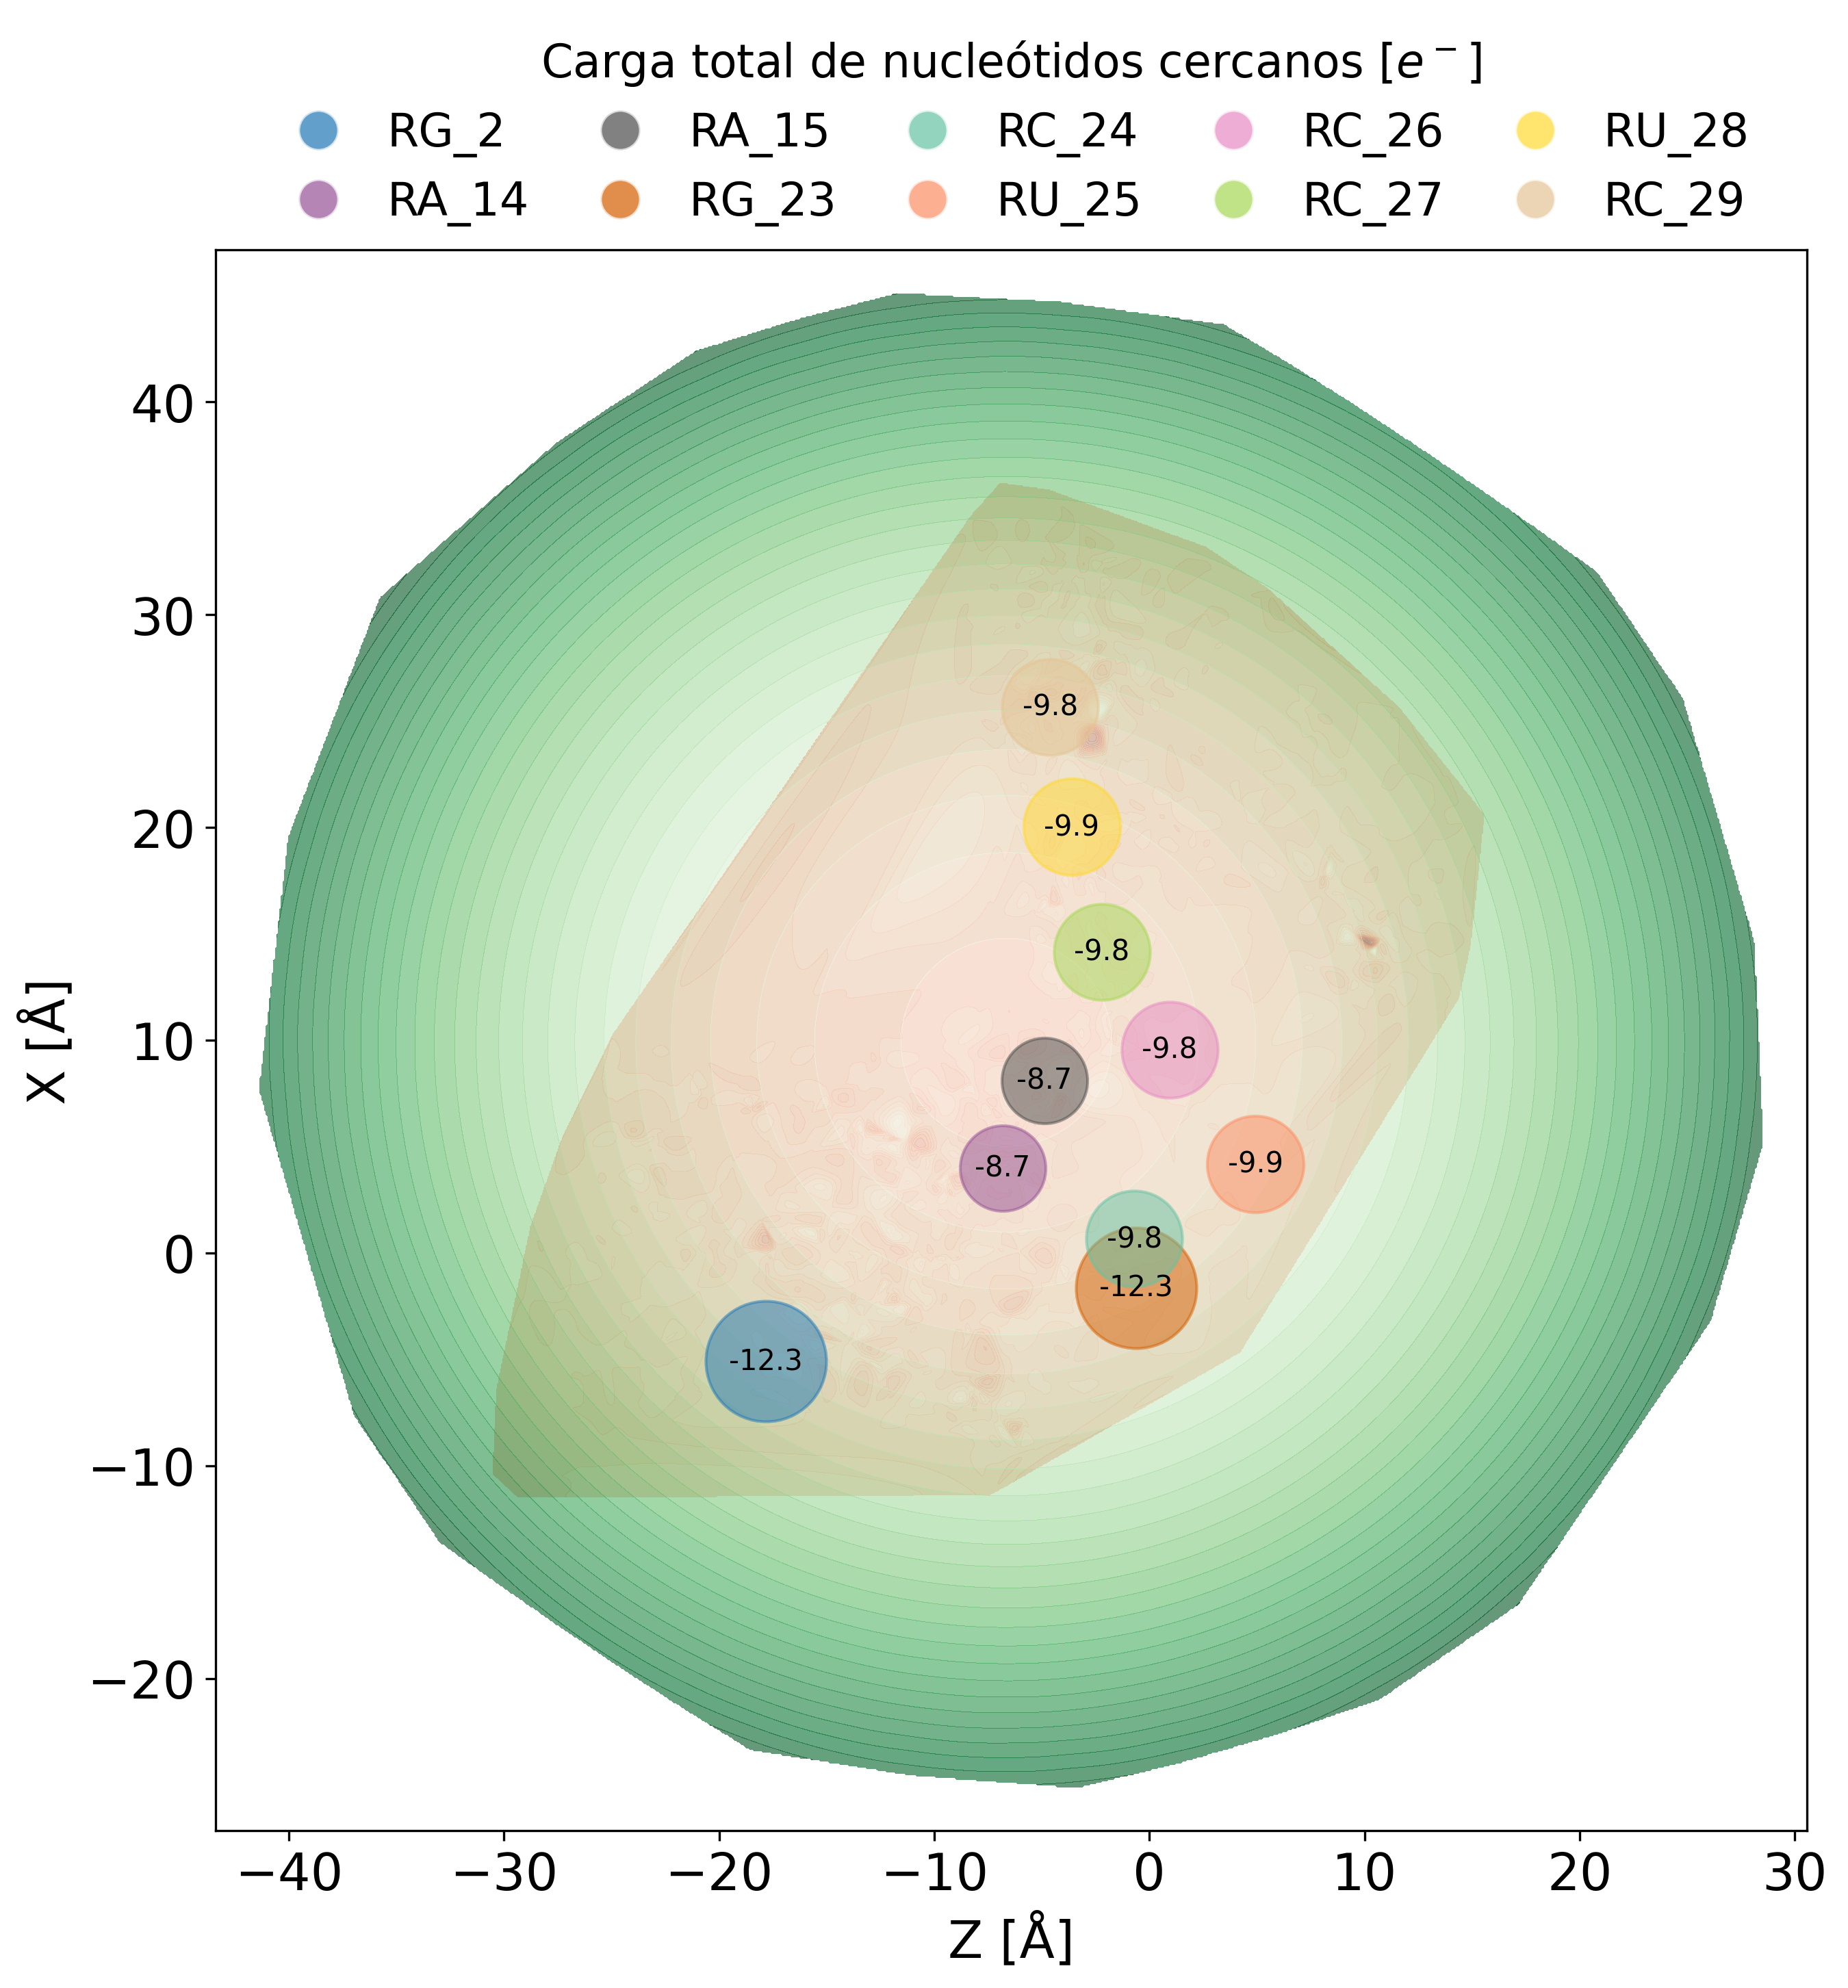 Carga total de nucleótidos cercanos [e⁻]
RG_2 RA_15 RC_24 RC_26 RU_28
RA_14 RG_23 RU_25 RC_27 RC_29
40
30
20
10
0
−10
−20
X [Å]
-9.8
-9.9
-9.8
-9.8
-8.7
-8.7
-9.9
-9.8
-12.3
-12.3
−40 −30 −20 −10 0 10 20 30
Z [Å]